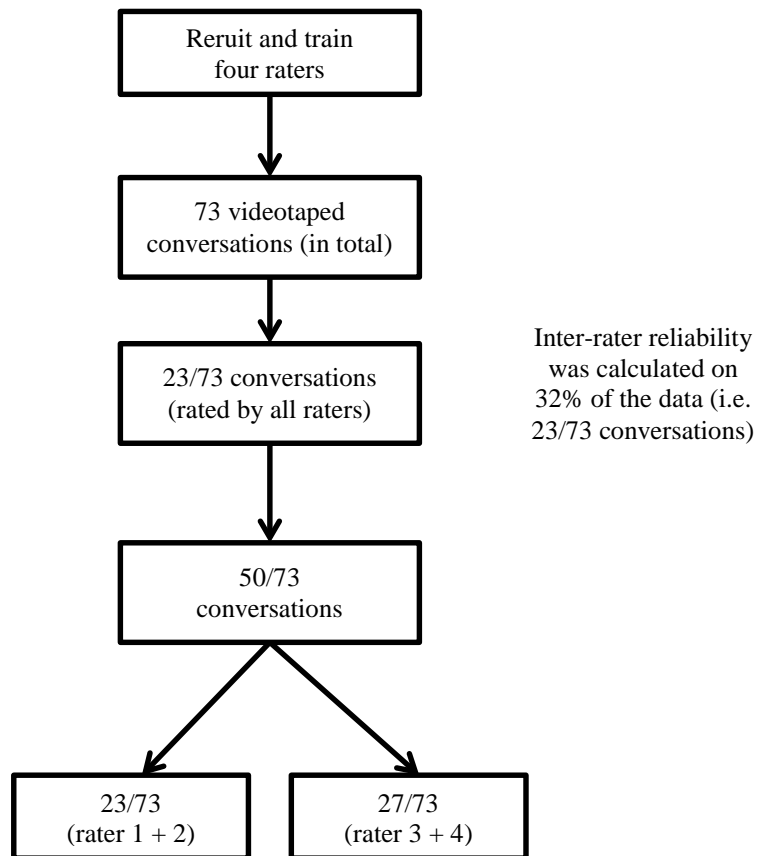 Reruit and train
four raters
73 videotaped
conversations (in total)
23/73 conversations
(rated by all raters)
Inter-rater reliability
was calculated on
32% of the data (i.e.
23/73 conversations)
50/73
conversations
23/73
(rater 1 + 2)
27/73
(rater 3 + 4)